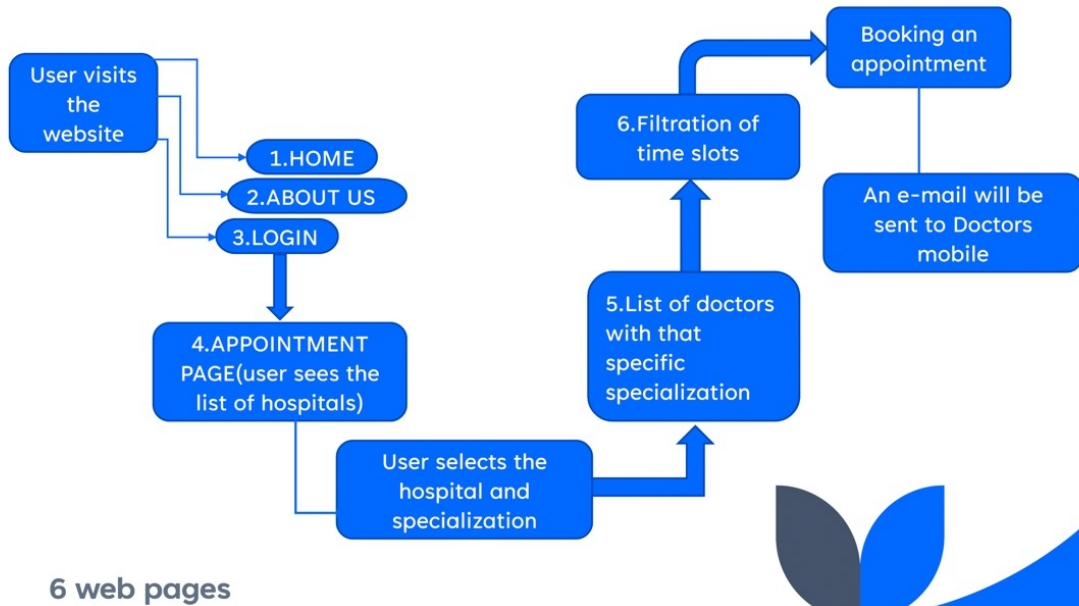 User visits
the
website
1.HOME
2.ABOUT US
3.LOGIN
4.APPOINTMENT
PAGE(user sees the
list of hospitals)
User selects the
hospital and
specialization
5.List of doctors
with that
specific
specialization
6.Filtration of
time slots
Booking an
appointment
An e-mail will be
sent to Doctors
mobile
6 web pages